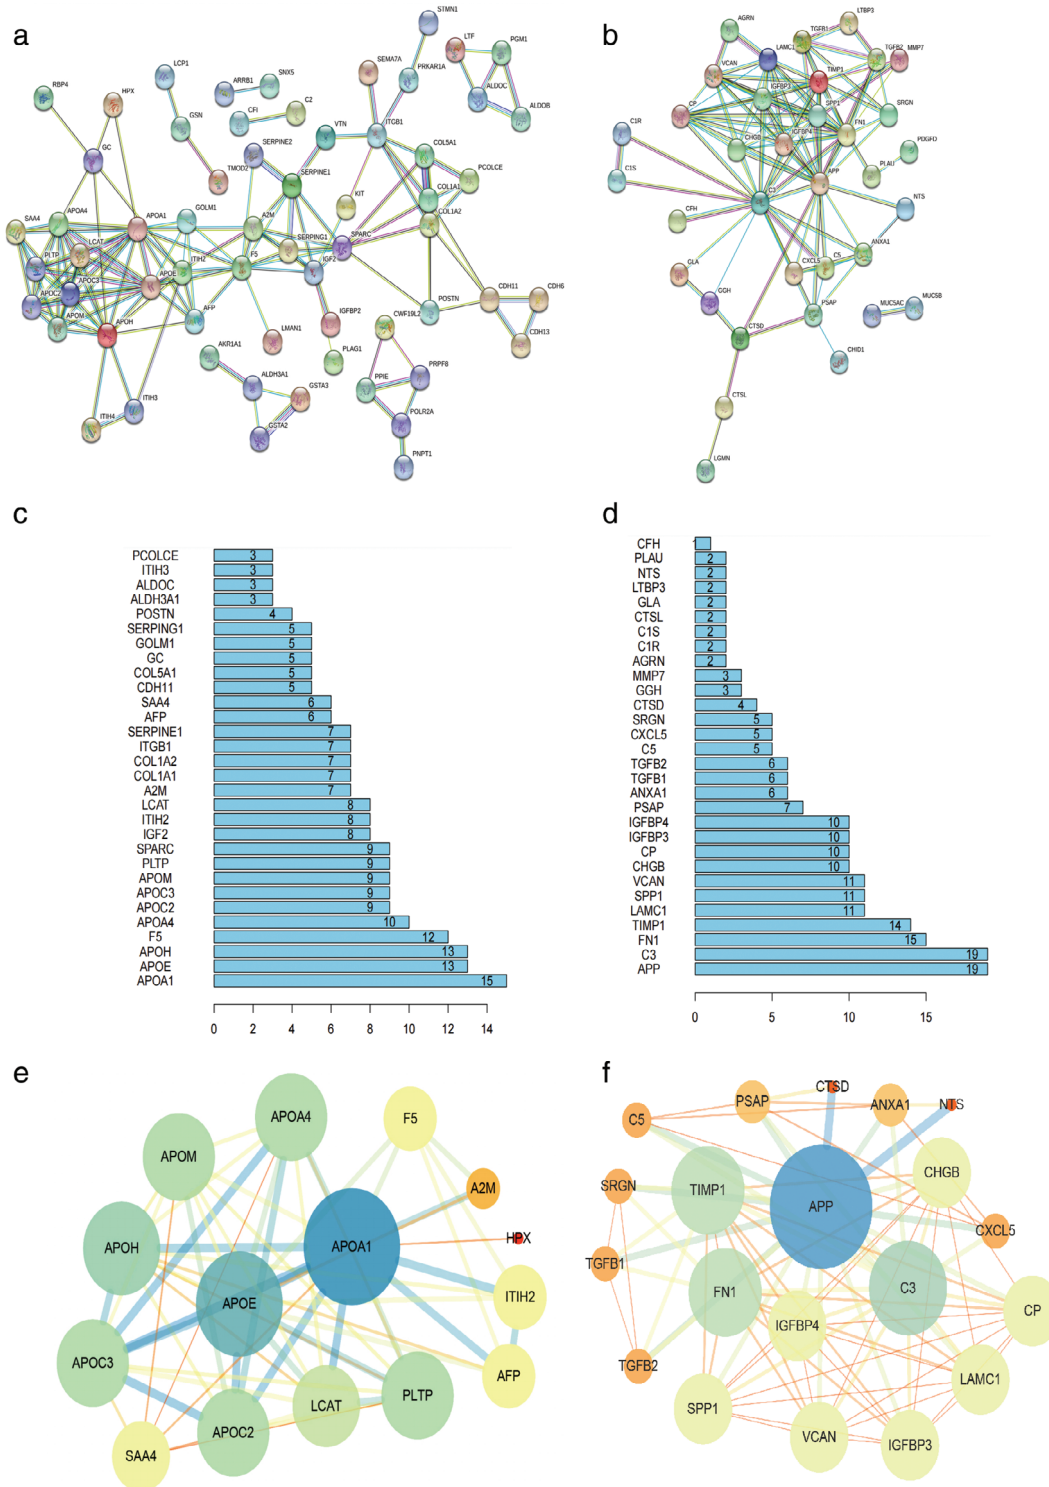 a
STMN1
LTF
PGM1
SEMA7A
PRKAR1A
LCP1
SNX5
ARRB1
RBP4
HPX
ALDOC
ALDOB
C2
CFI
GSN
VTN
ITGB1
SERPINE2
COL5A1
GC
TMOD2
SERPINE1
PCOLCE
COL1A1
KIT
COL1A2
SAA4
APOA4
APOA1
GOLM1
A2M
SERPING1
SPARC
LCAT
PLTP
APOC3
APOE
ITIH2
F5
IGF2
APOC2
APOM
APOH
AFP
IGFBP2
POSTN
CDH11
CDH6
CDH13
LMAN1
CWF19L2
PLAG1
AKR1A1
ALDH3A1
GSTA3
PPIE
PRPF8
ITIH3
ITIH4
GSTA2
POLR2A
PNPT1
b
AGRN
LTBP3
TGFB1
LAMC1
TGFB2
MMP7
VCAN
TIMP1
IGFBP3
SPP1
SRGN
CP
FN1
C1R
CHGB
IGFBP4
PDGFD
PLAU
C1S
APP
C3
NTS
CFH
ANXA1
GLA
CXCL5
C5
GGH
PSAP
MUC5AC
MUC5B
CTSD
CHID1
CTSL
LGMN
c
PCOLCE 3
ITIH3 3
ALDOC 3
ALDH3A1 3
POSTN 4
SERPING1 5
GOLM1 5
GC 5
COL5A1 5
CDH11 5
SAA4 6
AFP 6
SERPINE1 7
ITGB1 7
COL1A2 7
COL1A1 7
A2M 7
LCAT 8
ITIH2 8
IGF2 8
SPARC 9
PLTP 9
APOM 9
APOC3 9
APOC2 9
APOA4 10
F5 12
APOH 13
APOE 13
APOA1 15
0 2 4 6 8 10 12 14
d
CFH 1
PLAU 2
NTS 2
LTBP3 2
GLA 2
CTSL 2
C1S 2
C1R 2
AGRN 2
MMP7 3
GGH 3
CTSD 4
SRGN 5
CXCL5 5
C5 5
TGFB2 6
TGFB1 6
ANXA1 6
PSAP 7
IGFBP4 10
IGFBP3 10
CP 10
CHGB 10
VCAN 11
SPP1 11
LAMC1 11
TIMP1 14
FN1 15
C3 19
APP 19
0 5 10 15
e
APOA4
F5
APOM
A2M
APOH
APOA1
HPX
APOE
ITIH2
APOC3
AFP
LCAT
PLTP
APOC2
SAA4
f
CTSD
PSAP
ANXA1
NTS
C5
CHGB
SRGN
TIMP1
APP
CXCL5
TGFB1
FN1
C3
CP
IGFBP4
TGFB2
LAMC1
SPP1
VCAN
IGFBP3